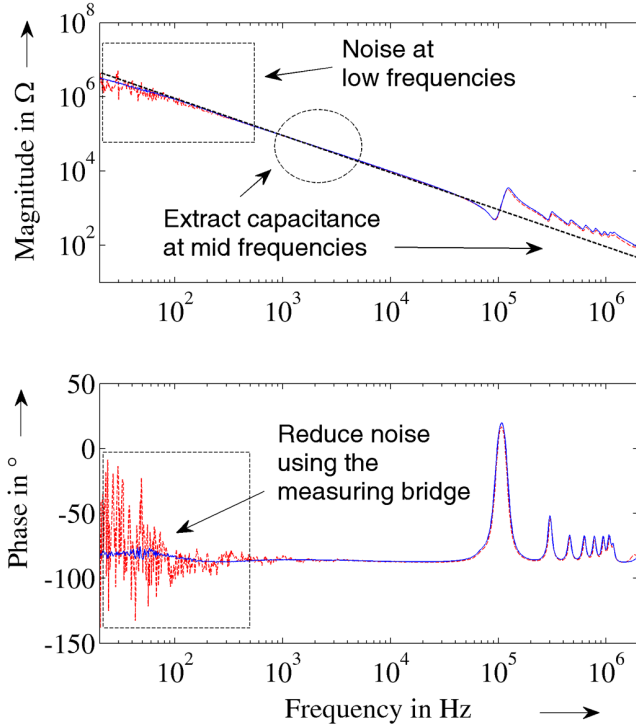 Magnitude in Ω
10^8
10^6
10^4
10^2
Noise at
low frequencies
Extract capacitance
at mid frequencies
10^2 10^3 10^4 10^5 10^6
Phase in °
50
0
-50
-100
-150
Reduce noise
using the
measuring bridge
10^2 10^3 10^4 10^5 10^6
Frequency in Hz